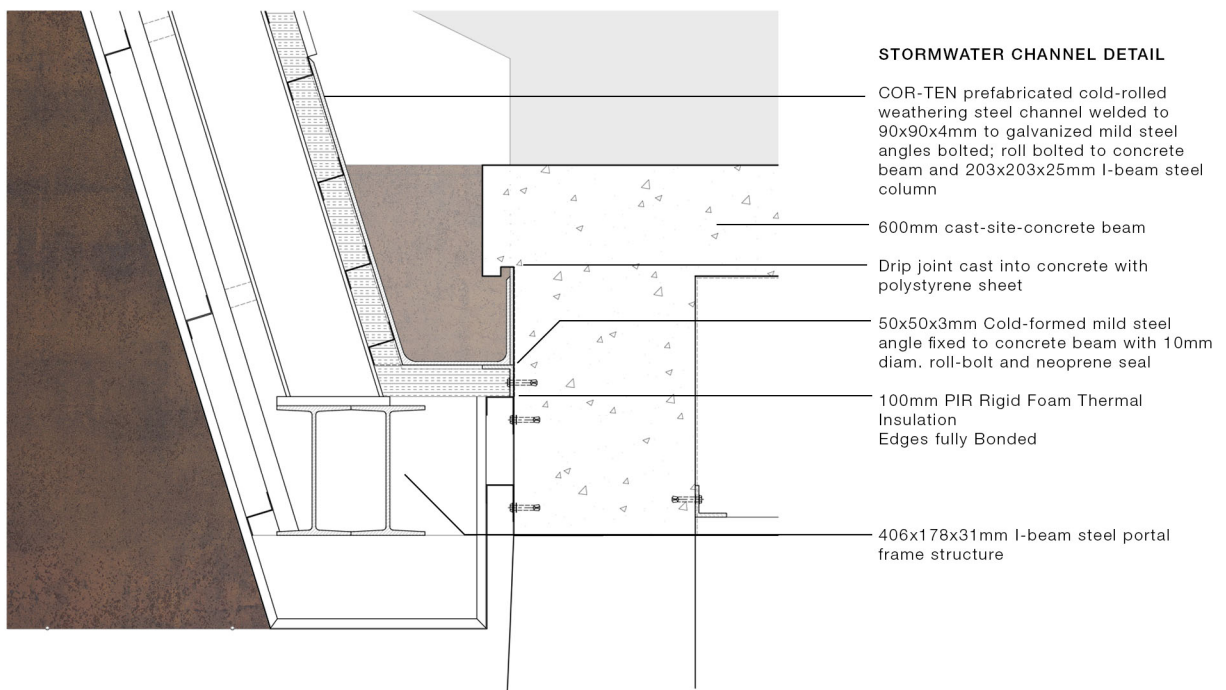 STORMWATER CHANNEL DETAIL
COR-TEN prefabricated cold-rolled
weathering steel channel welded to
90x90x4mm to galvanized mild steel
angles bolted; roll bolted to concrete
beam and 203x203x25mm I-beam steel
column
600mm cast-site-concrete beam
Drip joint cast into concrete with
polystyrene sheet
50x50x3mm Cold-formed mild steel
angle fixed to concrete beam with 10mm
diam. roll-bolt and neoprene seal
100mm PIR Rigid Foam Thermal
Insulation
Edges fully Bonded
406x178x31mm I-beam steel portal
frame structure